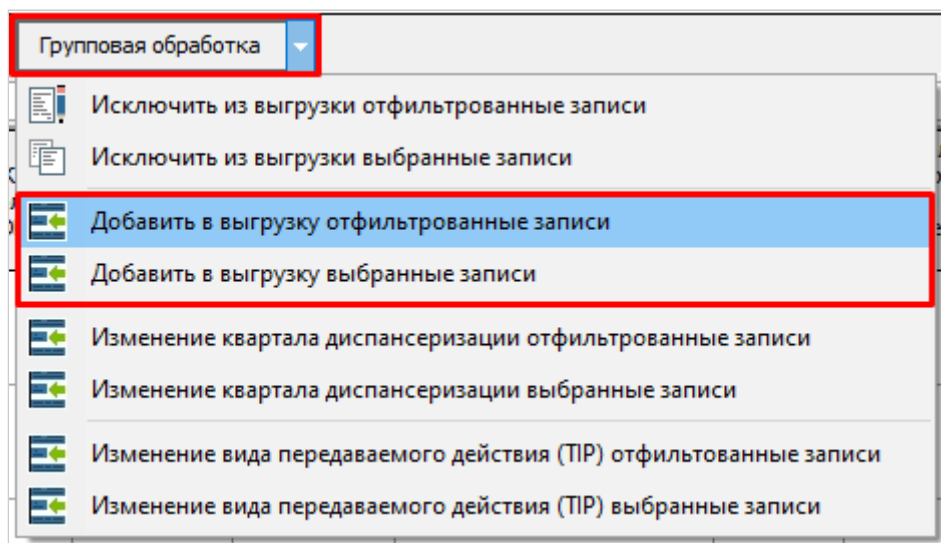 Групповая обработка
Исключить из выгрузки отфильтрованные записи
Исключить из выгрузки выбранные записи
Добавить в выгрузку отфильтрованные записи
Добавить в выгрузку выбранные записи
Изменение квартала диспансеризации отфильтрованные записи
Изменение квартала диспансеризации выбранные записи
Изменение вида передаваемого действия (TIP) отфильтованные записи
Изменение вида передаваемого действия (TIP) выбранные записи